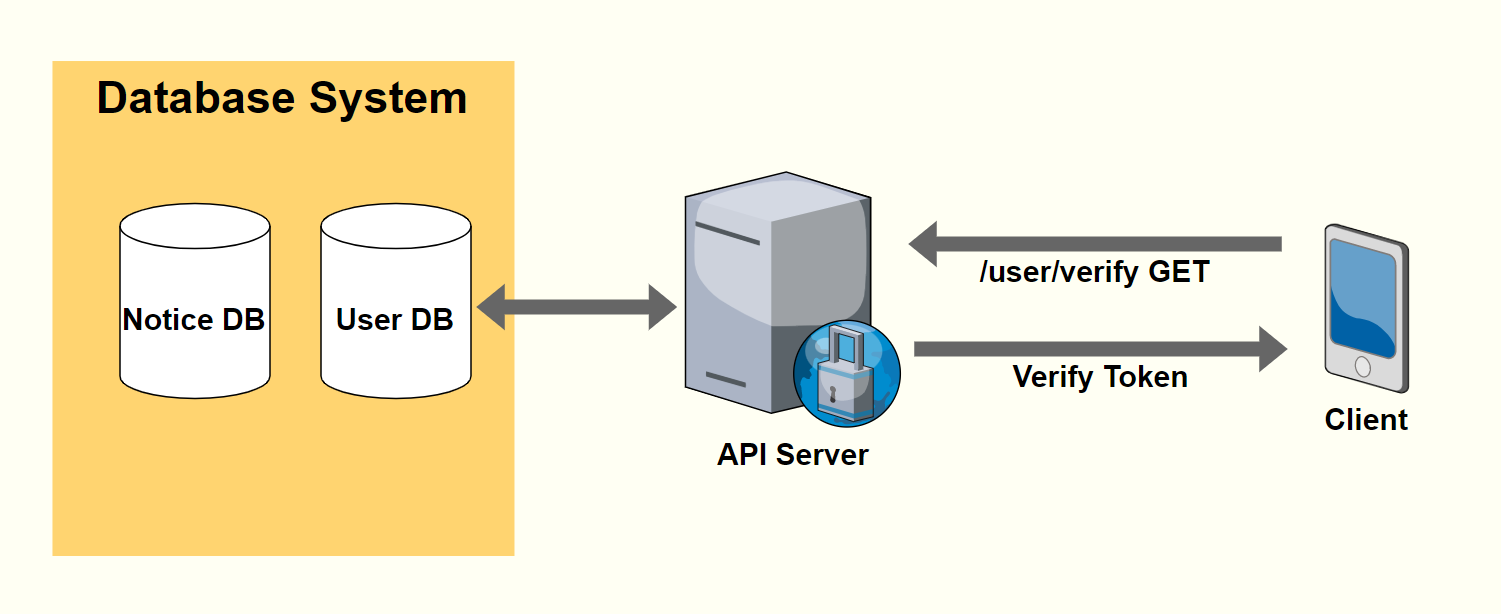 Database System
Notice DB
User DB
/user/verify GET
Verify Token
API Server
Client